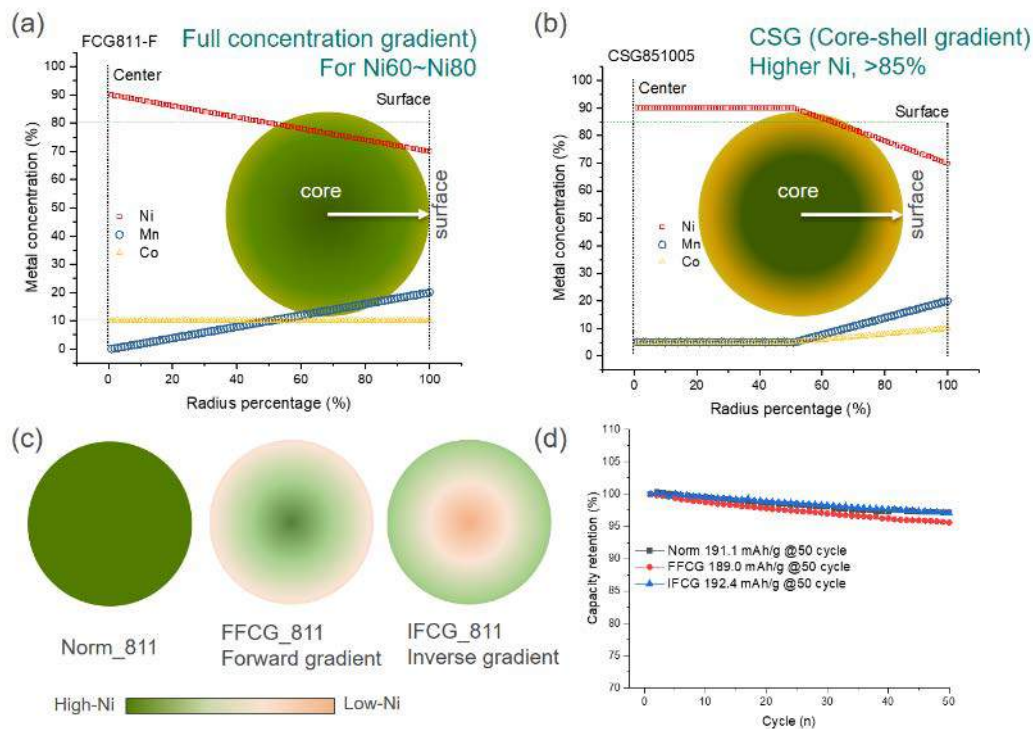 (a)
FCG811-F
Full concentration gradient)
For Ni60~Ni80
Center
Surface
90
80
70
60
50
40
30
20
10
0
Metal concentration (%)
core
surface
Ni
Mn
Co
0
20
40
60
80
100
Radius percentage (%)
(b)
CSG851005
CSG (Core-shell gradient)
Higher Ni, >85%
Center
Surface
100
90
80
70
60
50
40
30
20
10
0
Metal concentration (%)
core
surface
Ni
Mn
Co
0
20
40
60
80
100
Radius percentage (%)
(c)
Norm_811
FFCG_811
Forward gradient
IFCG_811
Inverse gradient
High-Ni
Low-Ni
(d)
110
105
100
95
90
85
80
75
70
Capacity retention (%)
Norm 191.1 mAh/g @50 cycle
FFCG 189.0 mAh/g @50 cycle
IFCG 192.4 mAh/g @50 cycle
0
10
20
30
40
50
Cycle (n)